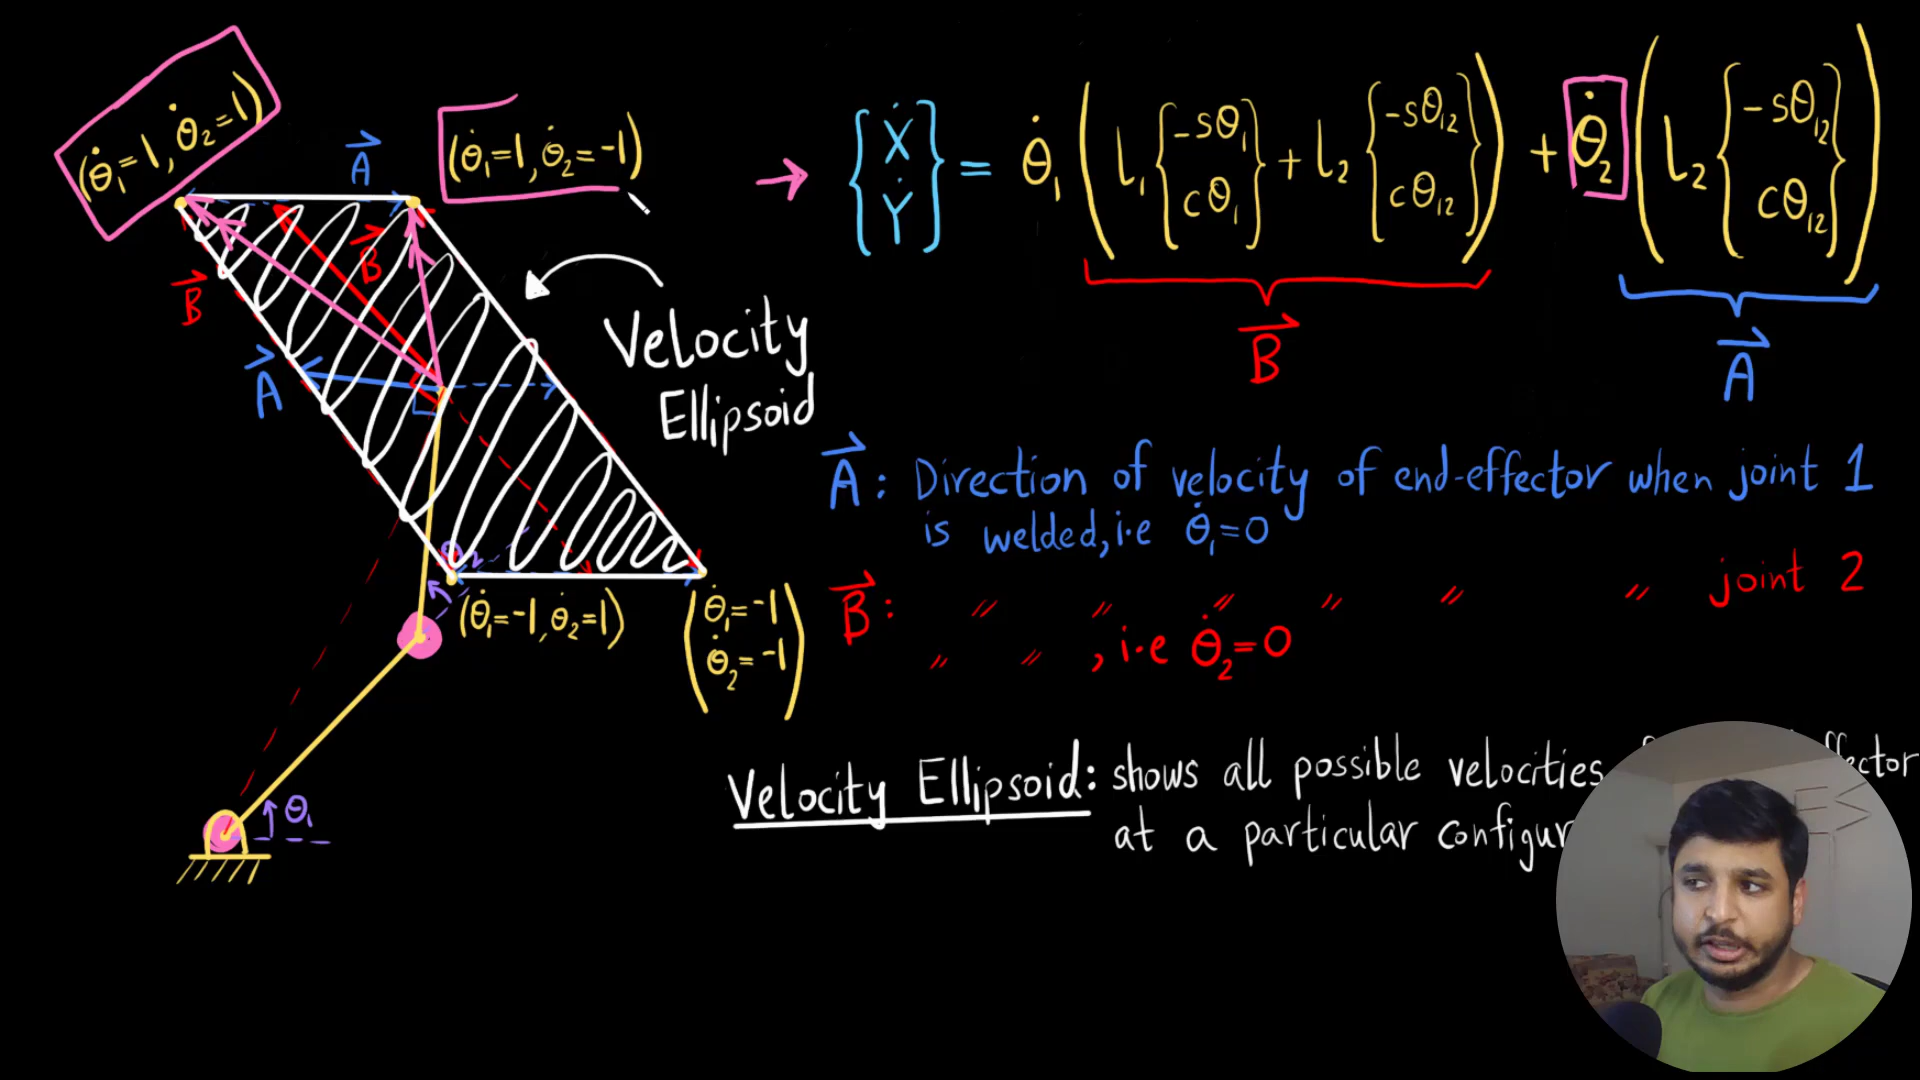 (θ̇₁=1, θ̇₂=1)
(θ̇₁=1, θ̇₂=-1)
A⃗
B⃗
B⃗
A⃗
Velocity
Ellipsoid
(θ̇₁=-1, θ̇₂=1)
(θ̇₁=-1
θ̇₂=-1)
θ₂
θ₁
→ {Ẋ Ẏ} = θ̇₁ (l₁ {-sθ₁ cθ₁} + l₂ {-sθ₁₂ cθ₁₂}) + θ̇₂ (l₂ {-sθ₁₂ cθ₁₂})
B⃗
A⃗
A⃗: Direction of velocity of end-effector when joint 1
is welded, i.e θ̇₁=0
B⃗: " " " " " " joint 2
" " , i.e θ̇₂=0
Velocity Ellipsoid: shows all possible velocities
at a particular